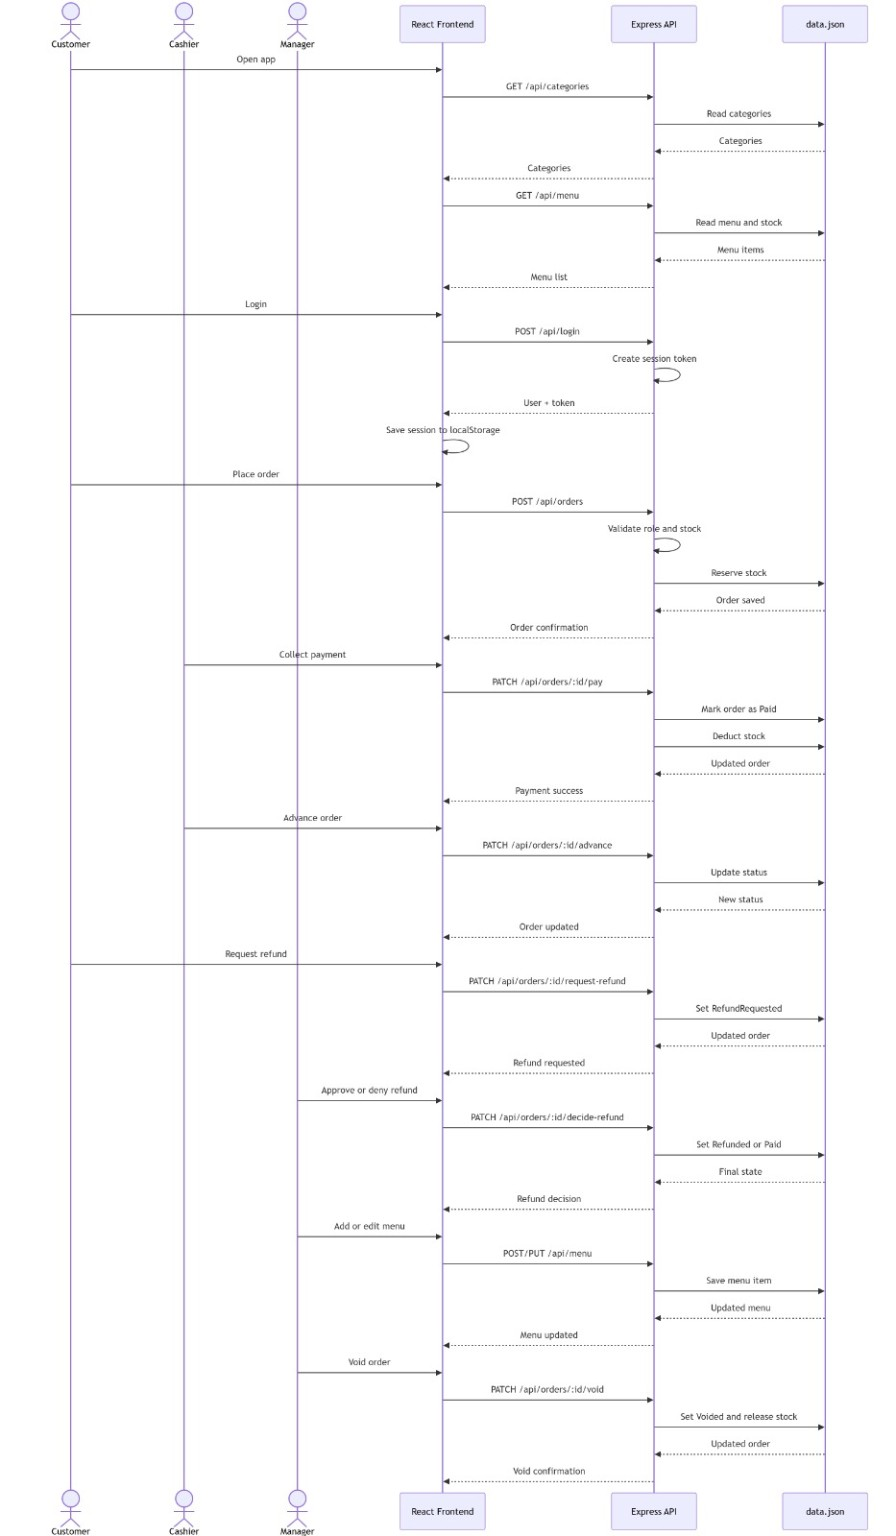 Customer
Cashier
Manager
React Frontend
Express API
data.json
Open app
GET /api/categories
Read categories
Categories
Categories
GET /api/menu
Read menu and stock
Menu items
Menu list
Login
POST /api/login
Create session token
User + token
Save session to localStorage
Place order
POST /api/orders
Validate role and stock
Reserve stock
Order saved
Order confirmation
Collect payment
PATCH /api/orders/:id/pay
Mark order as Paid
Deduct stock
Updated order
Payment success
Advance order
PATCH /api/orders/:id/advance
Update status
New status
Order updated
Request refund
PATCH /api/orders/:id/request-refund
Set RefundRequested
Updated order
Refund requested
Approve or deny refund
PATCH /api/orders/:id/decide-refund
Set Refunded or Paid
Final state
Refund decision
Add or edit menu
POST/PUT /api/menu
Save menu item
Updated menu
Menu updated
Void order
PATCH /api/orders/:id/void
Set Voided and release stock
Updated order
Void confirmation
Customer
Cashier
Manager
React Frontend
Express API
data.json